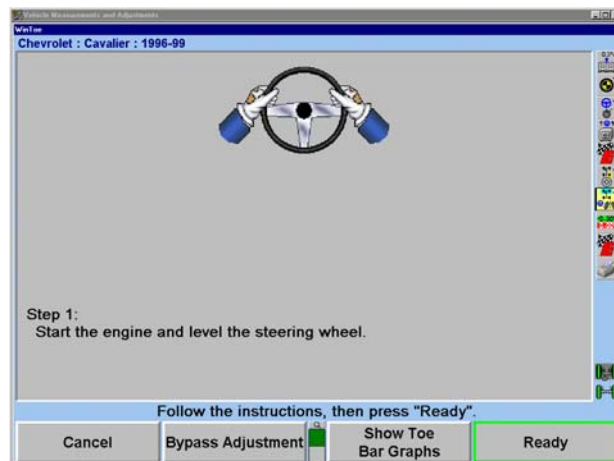 Vehicle Measurements and Adjustments
WinToe
Chevrolet : Cavalier : 1996-99
Step 1:
Start the engine and level the steering wheel.
Follow the instructions, then press "Ready".
Cancel
Bypass Adjustment
Show Toe
Bar Graphs
Ready